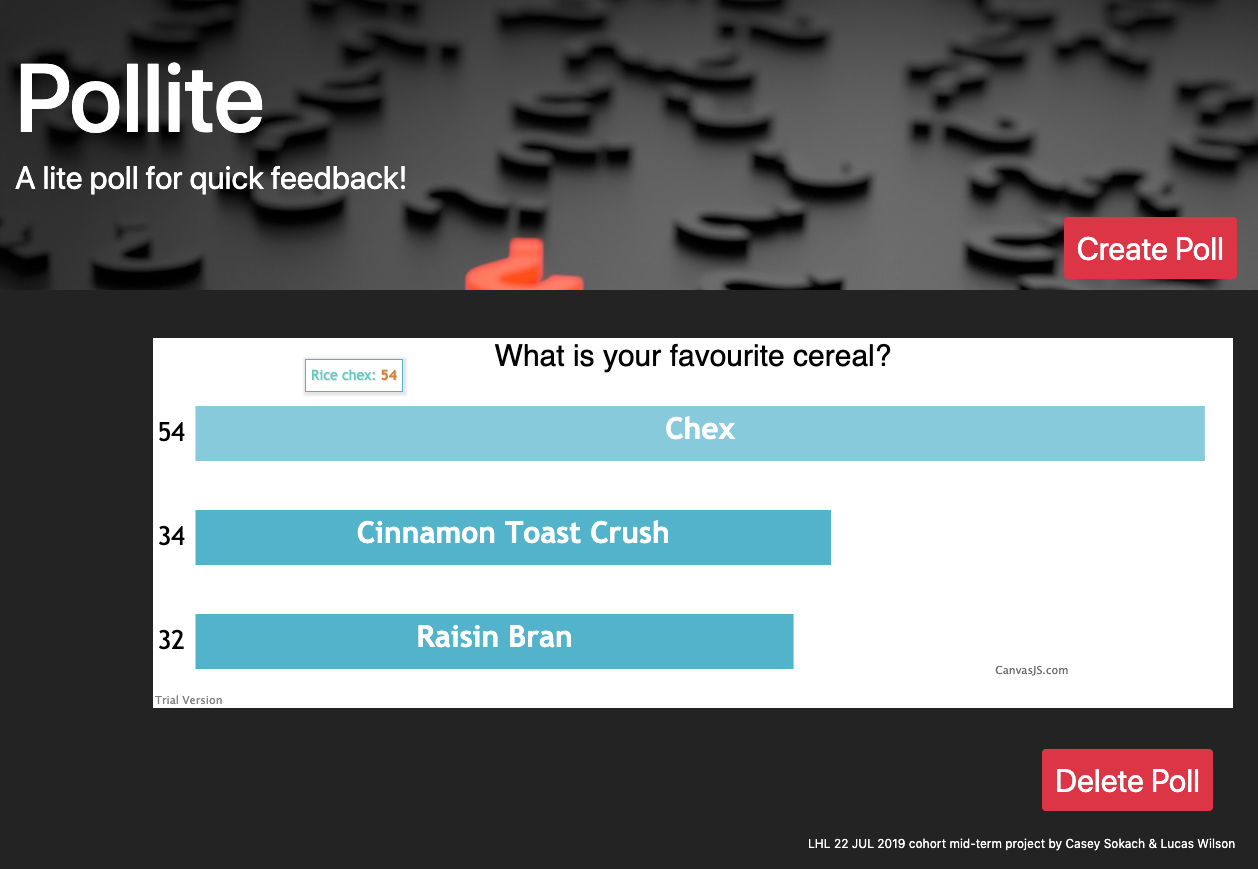 Pollite
A lite poll for quick feedback!
Create Poll
What is your favourite cereal?
Rice chex: 54
54
Chex
34
Cinnamon Toast Crush
32
Raisin Bran
CanvasJS.com
Trial Version
Delete Poll
LHL 22 JUL 2019 cohort mid-term project by Casey Sokach & Lucas Wilson